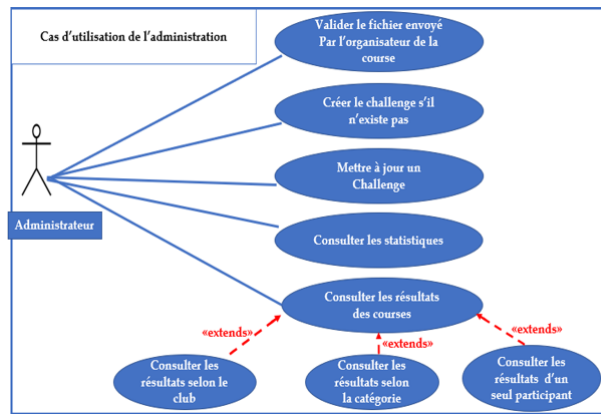 Cas d'utilisation de l'administration
Valider le fichier envoyé
Par l'organisateur de la
course
Créer le challenge s'il
n'existe pas
Mettre à jour un
Challenge
Administrateur
Consulter les statistiques
Consulter les résultats
des courses
«extends»
«extends»
«extends»
Consulter les
résultats selon le
club
Consulter les
résultats selon
la catégorie
Consulter les
résultats d'un
seul participant